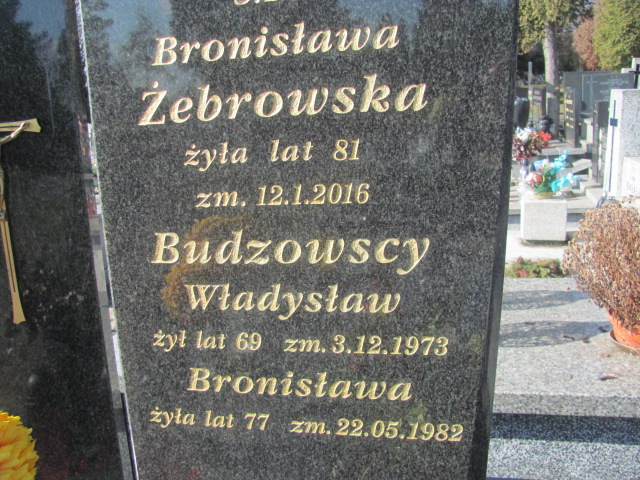 Bronisława
Żebrowska
żyła lat 81
zm. 12.1.2016
Budzowscy
Władysław
żył lat 69 zm. 3.12.1973
Bronisława
żyła lat 77 zm. 22.05.1982